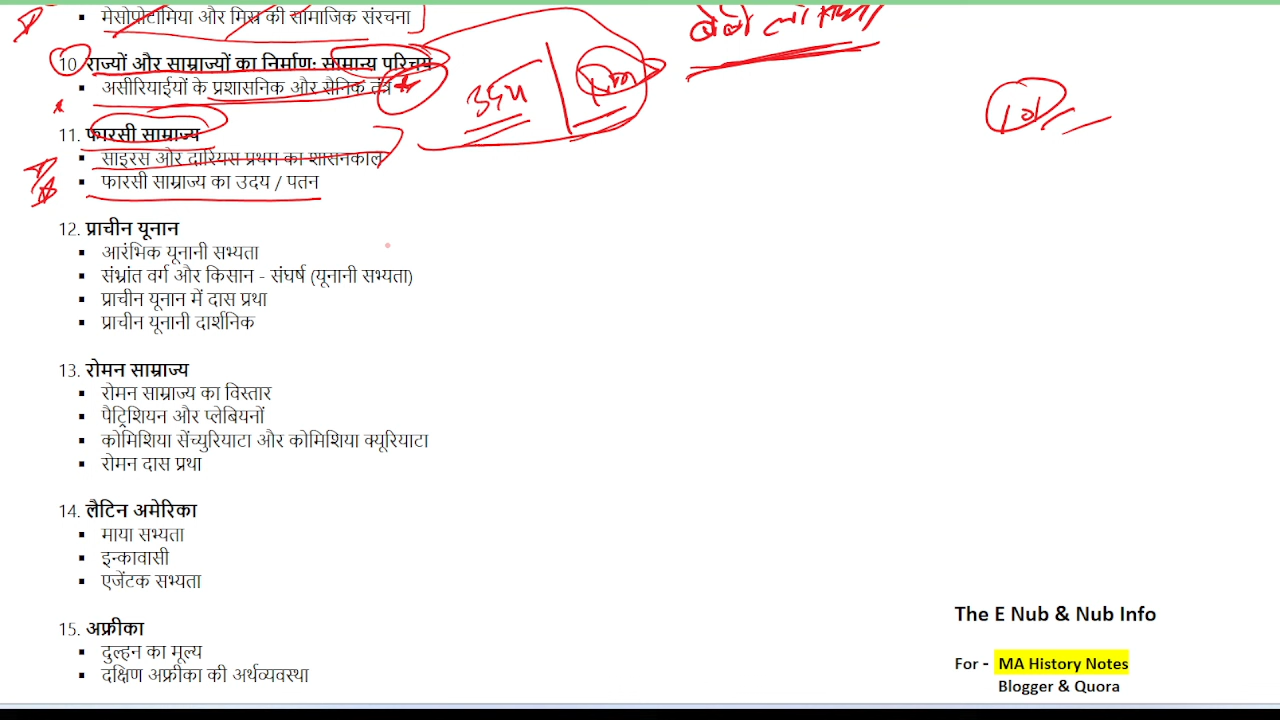 ▪ मेसोपोटामिया और मिस्र की सामाजिक संरचना
10. राज्यों और साम्राज्यों का निर्माण: सामान्य परिचय
▪ असीरियाईयों के प्रशासनिक और सैनिक तंत्र
उदय
पतन
11. फारसी साम्राज्य
▪ साइरस और दारियस प्रथम का शासनकाल
▪ फारसी साम्राज्य का उदय / पतन
12. प्राचीन यूनान
▪ आरंभिक यूनानी सभ्यता
▪ संभ्रांत वर्ग और किसान - संघर्ष (यूनानी सभ्यता)
▪ प्राचीन यूनान में दास प्रथा
▪ प्राचीन यूनानी दार्शनिक
13. रोमन साम्राज्य
▪ रोमन साम्राज्य का विस्तार
▪ पैट्रिशियन और प्लेबियनों
▪ कोमिशिया सेंच्युरियाटा और कोमिशिया क्यूरियाटा
▪ रोमन दास प्रथा
14. लैटिन अमेरिका
▪ माया सभ्यता
▪ इन्कावासी
▪ एजेंटक सभ्यता
15. अफ्रीका
▪ दुल्हन का मूल्य
▪ दक्षिण अफ्रीका की अर्थव्यवस्था
The E Nub & Nub Info
For - MA History Notes
Blogger & Quora